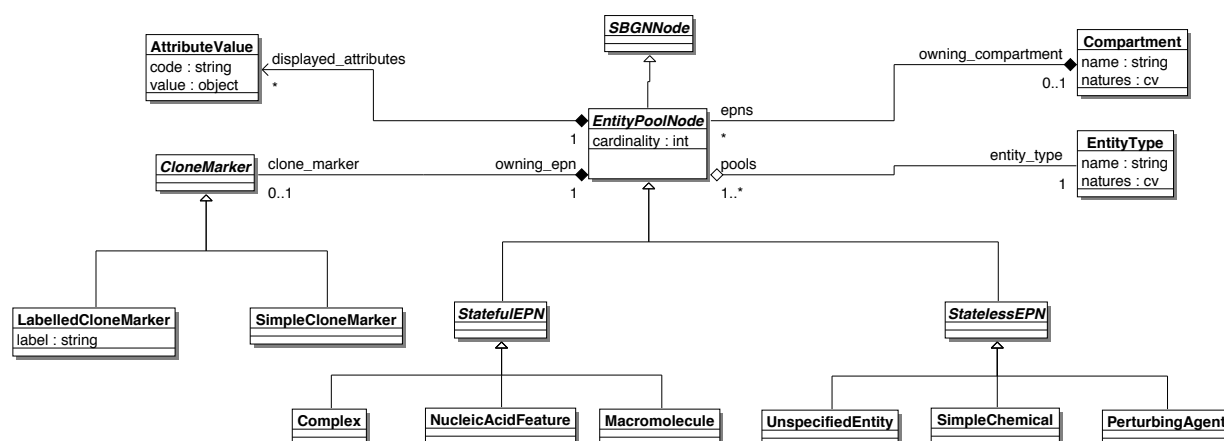 SBGNNode
AttributeValue
code : string
value : object
displayed_attributes
*
owning_compartment
0..1
Compartment
name : string
natures : cv
EntityPoolNode
cardinality : int
1
epns
*
CloneMarker
clone_marker
0..1
owning_epn
1
pools
1..*
entity_type
1
EntityType
name : string
natures : cv
LabelledCloneMarker
label : string
SimpleCloneMarker
StatefulEPN
StatelessEPN
Complex
NucleicAcidFeature
Macromolecule
UnspecifiedEntity
SimpleChemical
PerturbingAgent